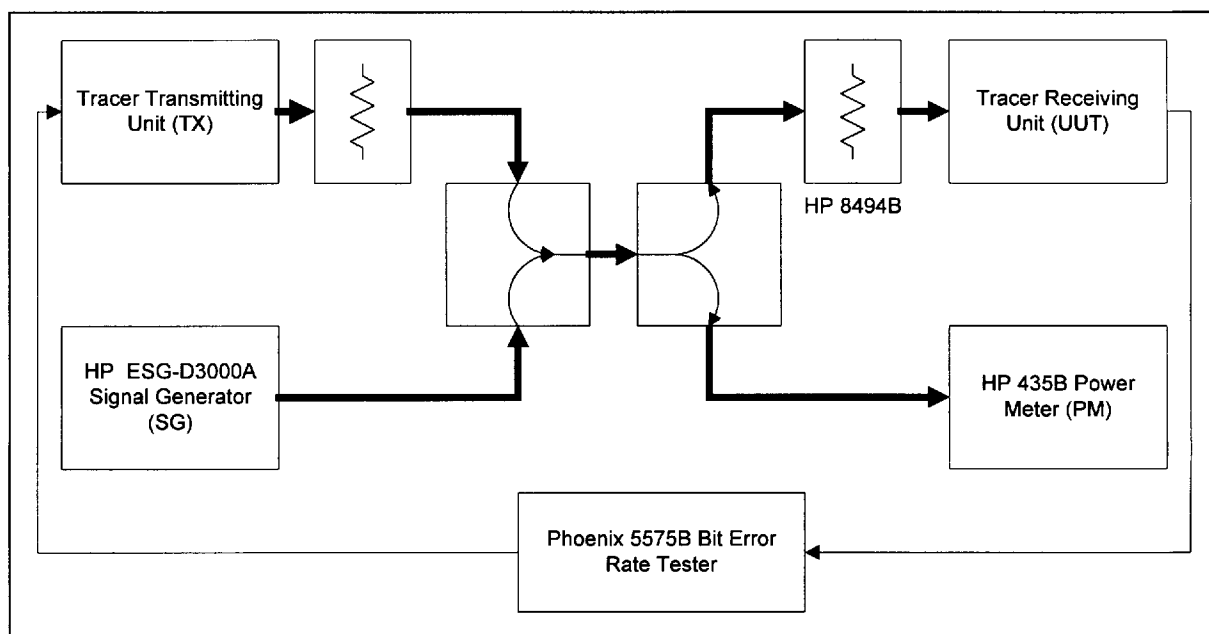 Tracer Transmitting
Unit (TX)
Tracer Receiving
Unit (UUT)
HP 8494B
HP ESG-D3000A
Signal Generator
(SG)
HP 435B Power
Meter (PM)
Phoenix 5575B Bit Error
Rate Tester